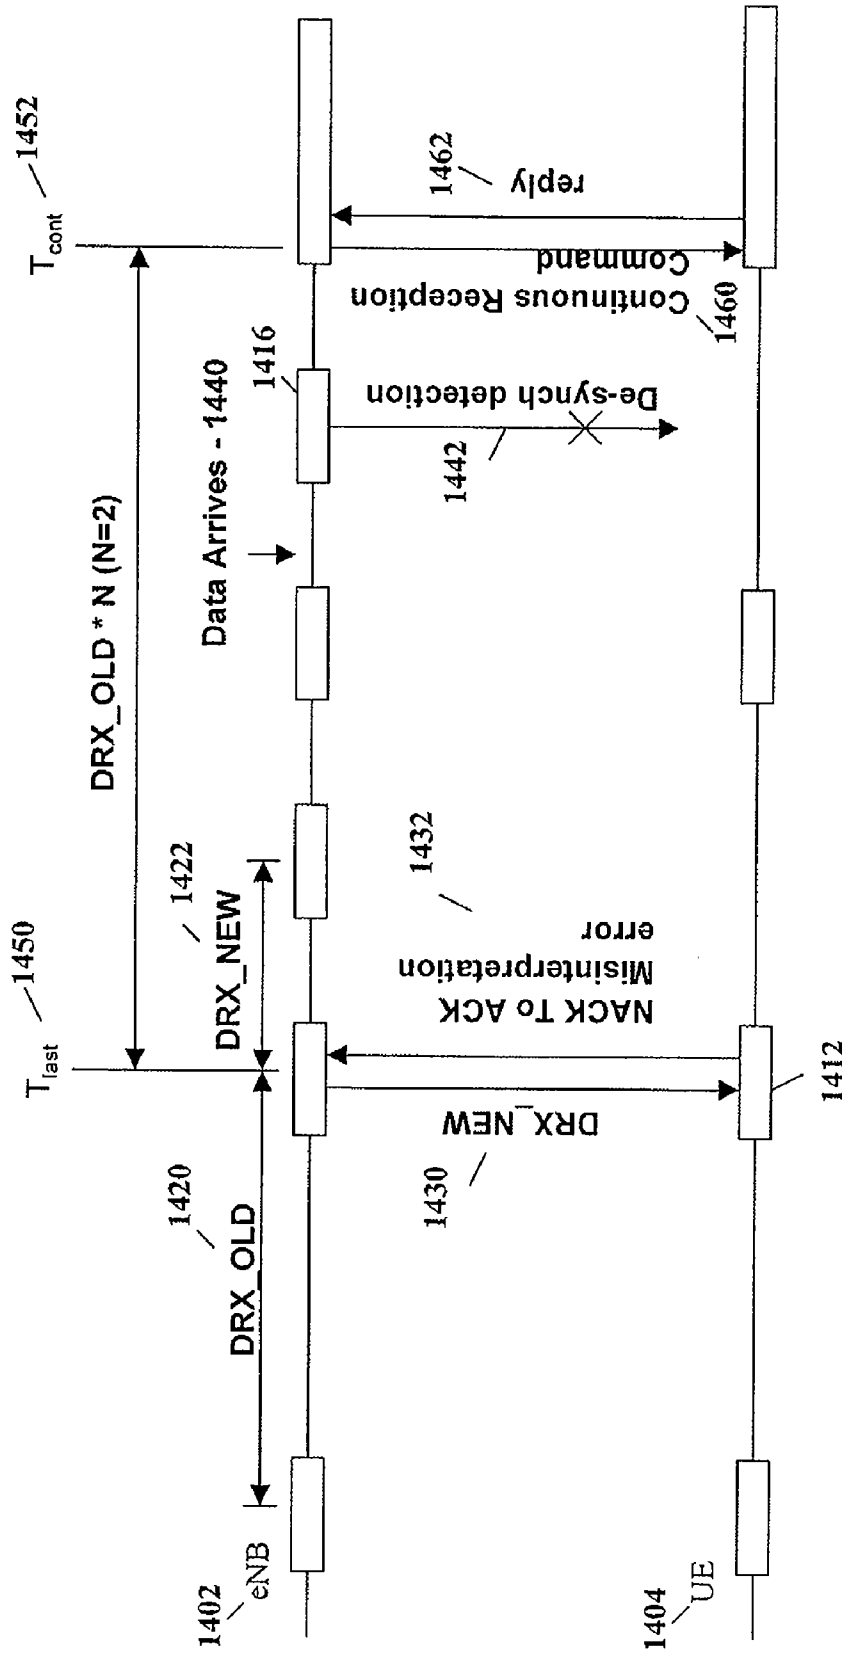 1450
T_last
1452
T_cont
DRX_OLD * N (N=2)
1420
DRX_OLD
1422
DRX_NEW
Data Arrives - 1440
1416
1402
eNB
DRX_NEW
1430
NACK To ACK
Misinterpretation
error
1432
De-synch detection
1442
Continuous Reception
Command
1460
reply
1462
1404
UE
1412